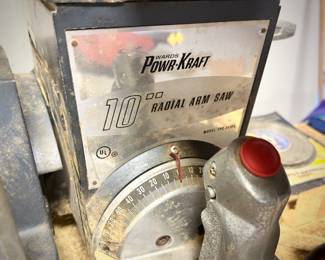 WARDS
POWR-KRAFT
10"
RADIAL ARM SAW
UL